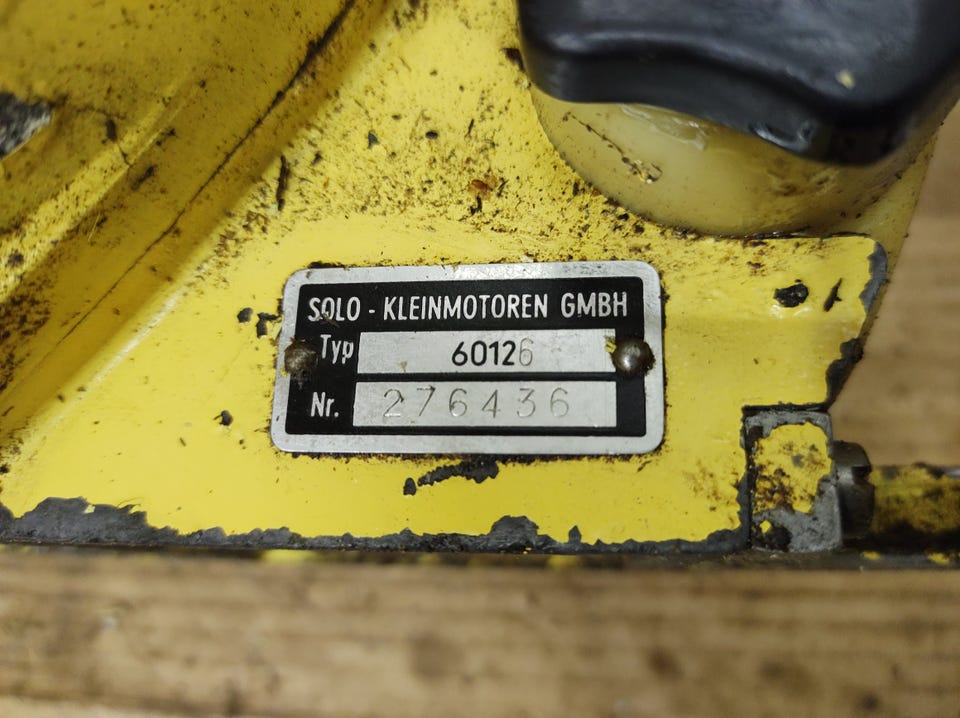 SOLO - KLEINMOTOREN GMBH
Typ 60126
Nr. 276436